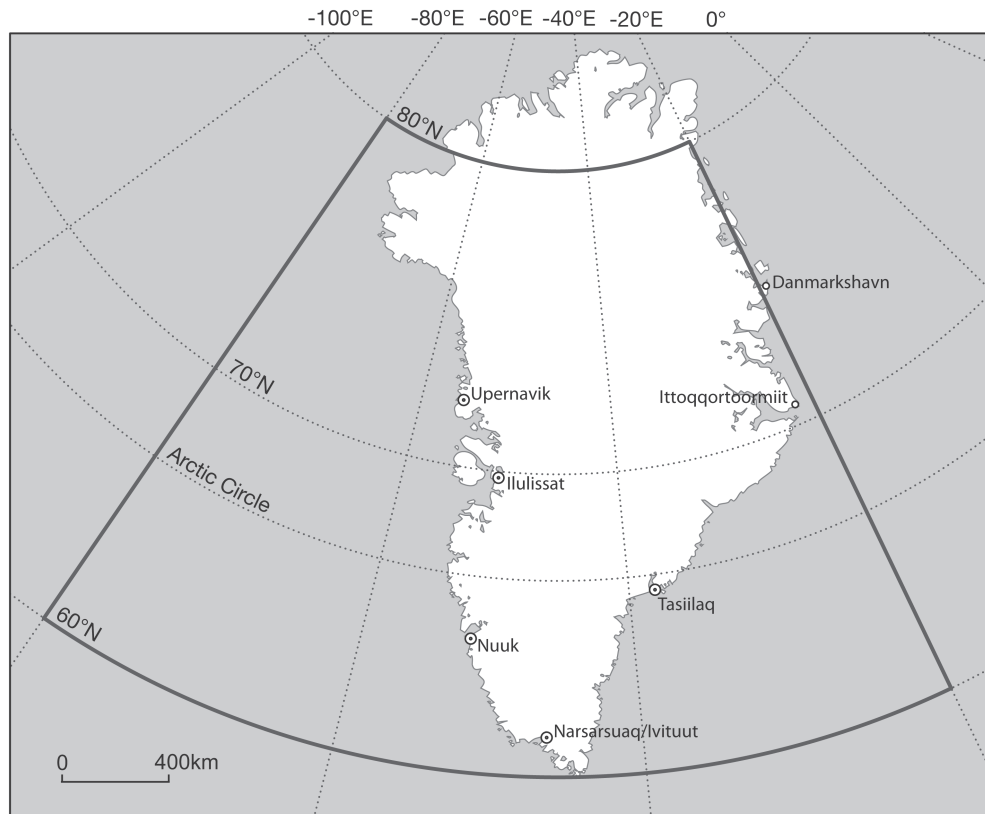 -100°E -80°E -60°E -40°E -20°E 0°
80°N
Danmarkshavn
70°N
Upernavik
Ittoqqortoormiit
Arctic Circle
Ilulissat
Tasiilaq
60°N
Nuuk
Narsarsuaq/Ivituut
0 400km